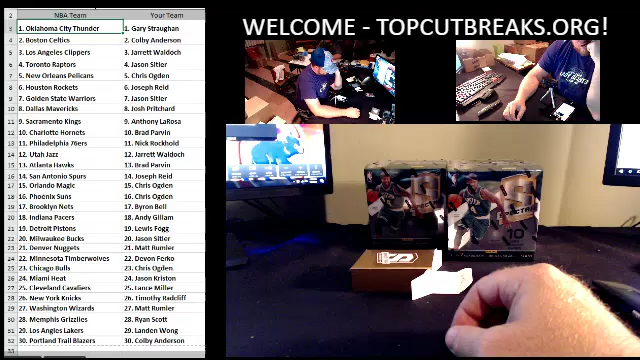 NBA Team Your Team
1. Oklahoma City Thunder 1. Gary Straughan
2. Boston Celtics 2. Colby Anderson
3. Los Angeles Clippers 3. Jarrett Waldoch
4. Toronto Raptors 4. Jason Sitler
5. New Orleans Pelicans 5. Chris Ogden
6. Houston Rockets 6. Joseph Reid
7. Golden State Warriors 7. Jason Sitler
8. Dallas Mavericks 8. Josh Pritchard
9. Sacramento Kings 9. Anthony LaRosa
10. Charlotte Hornets 10. Brad Parvin
11. Philadelphia 76ers 11. Nick Rockhold
12. Utah Jazz 12. Jarrett Waldoch
13. Atlanta Hawks 13. Brad Parvin
14. San Antonio Spurs 14. Joseph Reid
15. Orlando Magic 15. Chris Ogden
16. Phoenix Suns 16. Chris Ogden
17. Brooklyn Nets 17. Byron Bell
18. Indiana Pacers 18. Andy Gillam
19. Detroit Pistons 19. Lewis Fogg
20. Milwaukee Bucks 20. Jason Sitler
21. Denver Nuggets 21. Matt Rumler
22. Minnesota Timberwolves 22. Devon Ferko
23. Chicago Bulls 23. Chris Ogden
24. Miami Heat 24. Jason Kriston
25. Cleveland Cavaliers 25. Lance Miller
26. New York Knicks 26. Timothy Radcliff
27. Washington Wizards 27. Matt Rumler
28. Memphis Grizzlies 28. Ryan Scott
29. Los Angeles Lakers 29. Landen Wong
30. Portland Trail Blazers 30. Colby Anderson
WELCOME - TOPCUTBREAKS.ORG!
SPECTRA
10